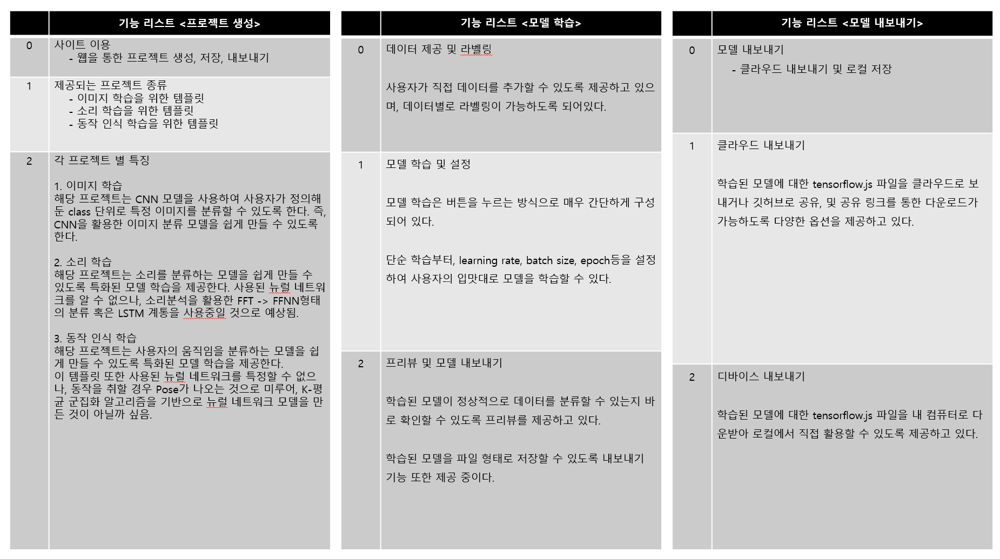 기능 리스트 <프로젝트 생성>
0
사이트 이용
- 웹을 통한 프로젝트 생성, 저장, 내보내기
1
제공되는 프로젝트 종류
- 이미지 학습을 위한 템플릿
- 소리 학습을 위한 템플릿
- 동작 인식 학습을 위한 템플릿
2
각 프로젝트 별 특징
1. 이미지 학습
해당 프로젝트는 CNN 모델을 사용하여 사용자가 정의해
둔 class 단위로 특정 이미지를 분류할 수 있도록 한다. 즉,
CNN을 활용한 이미지 분류 모델을 쉽게 만들 수 있도록
한다.
2. 소리 학습
해당 프로젝트는 소리를 분류하는 모델을 쉽게 만들 수
있도록 특화된 모델 학습을 제공한다. 사용된 뉴럴 네트워
크를 알 수 없으나, 소리분석을 활용한 FFT -> FFNN형태
의 분류 혹은 LSTM 계통을 사용중일 것으로 예상됨.
3. 동작 인식 학습
해당 프로젝트는 사용자의 움직임을 분류하는 모델을 쉽
게 만들 수 있도록 특화된 모델 학습을 제공한다.
이 템플릿 또한 사용된 뉴럴 네트워크를 특정할 수 없으
나, 동작을 취할 경우 Pose가 나오는 것으로 미루어, K-평
균 군집화 알고리즘을 기반으로 뉴럴 네트워크 모델을 만
든 것이 아닐까 싶음.
기능 리스트 <모델 학습>
0
데이터 제공 및 라벨링
사용자가 직접 데이터를 추가할 수 있도록 제공하고 있으
며, 데이터별로 라벨링이 가능하도록 되어있다.
1
모델 학습 및 설정
모델 학습은 버튼을 누르는 방식으로 매우 간단하게 구성
되어 있다.
단순 학습부터, learning rate, batch size, epoch등을 설정
하여 사용자의 입맛대로 모델을 학습할 수 있다.
2
프리뷰 및 모델 내보내기
학습된 모델이 정상적으로 데이터를 분류할 수 있는지 바
로 확인할 수 있도록 프리뷰를 제공하고 있다.
학습된 모델을 파일 형태로 저장할 수 있도록 내보내기
기능 또한 제공 중이다.
기능 리스트 <모델 내보내기>
0
모델 내보내기
- 클라우드 내보내기 및 로컬 저장
1
클라우드 내보내기
학습된 모델에 대한 tensorflow.js 파일을 클라우드로 보
내거나 깃허브로 공유, 및 공유 링크를 통한 다운로드가
가능하도록 다양한 옵션을 제공하고 있다.
2
디바이스 내보내기
학습된 모델에 대한 tensorflow.js 파일을 내 컴퓨터로 다
운받아 로컬에서 직접 활용할 수 있도록 제공하고 있다.